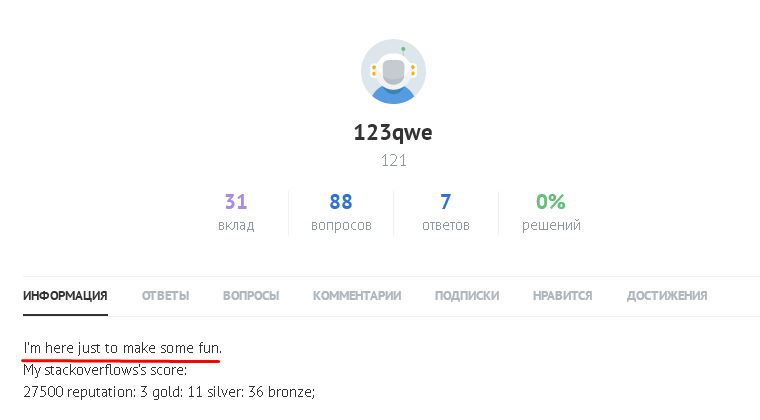 123qwe
121
31 88 7 0%
вклад вопросов ответов решений
ИНФОРМАЦИЯ ОТВЕТЫ ВОПРОСЫ КОММЕНТАРИИ ПОДПИСКИ НРАВИТСЯ ДОСТИЖЕНИЯ
I'm here just to make some fun.
My stackoverflows's score:
27500 reputation: 3 gold: 11 silver: 36 bronze;